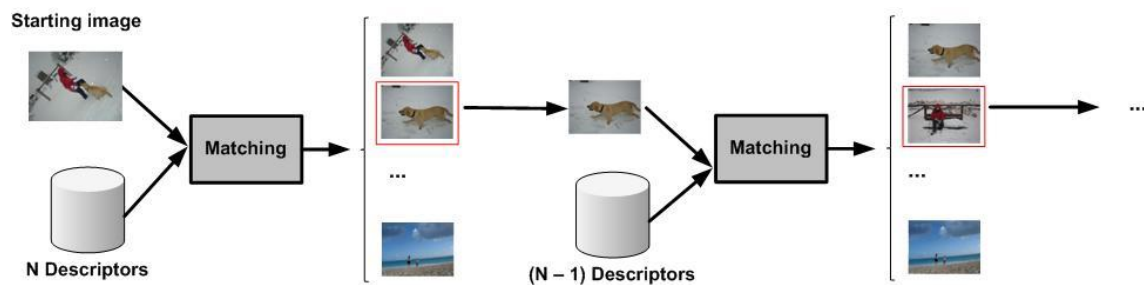 Starting image
Matching
...
N Descriptors
Matching
...
(N – 1) Descriptors
...